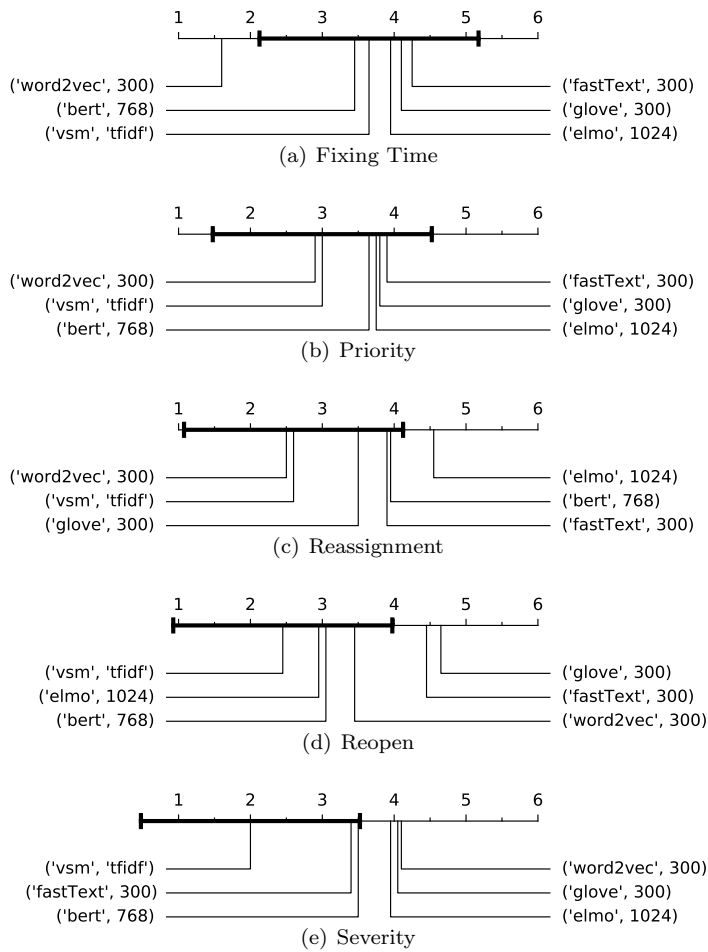 1 2 3 4 5 6
('word2vec', 300) ('fastText', 300)
('bert', 768) ('glove', 300)
('vsm', 'tfidf') ('elmo', 1024)
(a) Fixing Time
1 2 3 4 5 6
('word2vec', 300) ('fastText', 300)
('vsm', 'tfidf') ('glove', 300)
('bert', 768) ('elmo', 1024)
(b) Priority
1 2 3 4 5 6
('word2vec', 300) ('elmo', 1024)
('vsm', 'tfidf') ('bert', 768)
('glove', 300) ('fastText', 300)
(c) Reassignment
1 2 3 4 5 6
('vsm', 'tfidf') ('glove', 300)
('elmo', 1024) ('fastText', 300)
('bert', 768) ('word2vec', 300)
(d) Reopen
1 2 3 4 5 6
('vsm', 'tfidf') ('word2vec', 300)
('fastText', 300) ('glove', 300)
('bert', 768) ('elmo', 1024)
(e) Severity